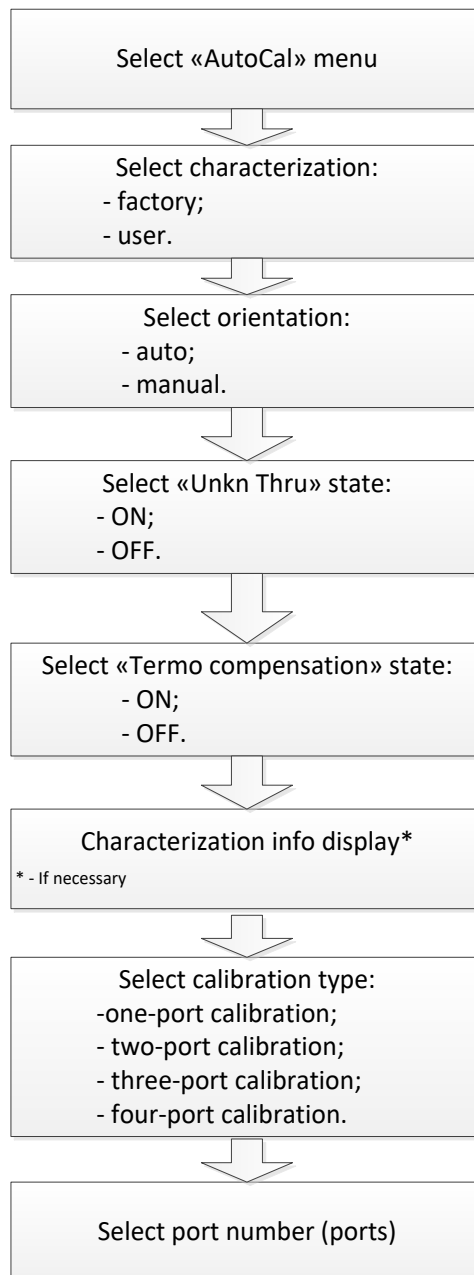 Select «AutoCal» menu
Select characterization:
- factory;
- user.
Select orientation:
- auto;
- manual.
Select «Unkn Thru» state:
- ON;
- OFF.
Select «Termo compensation» state:
- ON;
- OFF.
Characterization info display*
* - If necessary
Select calibration type:
-one-port calibration;
- two-port calibration;
- three-port calibration;
- four-port calibration.
Select port number (ports)